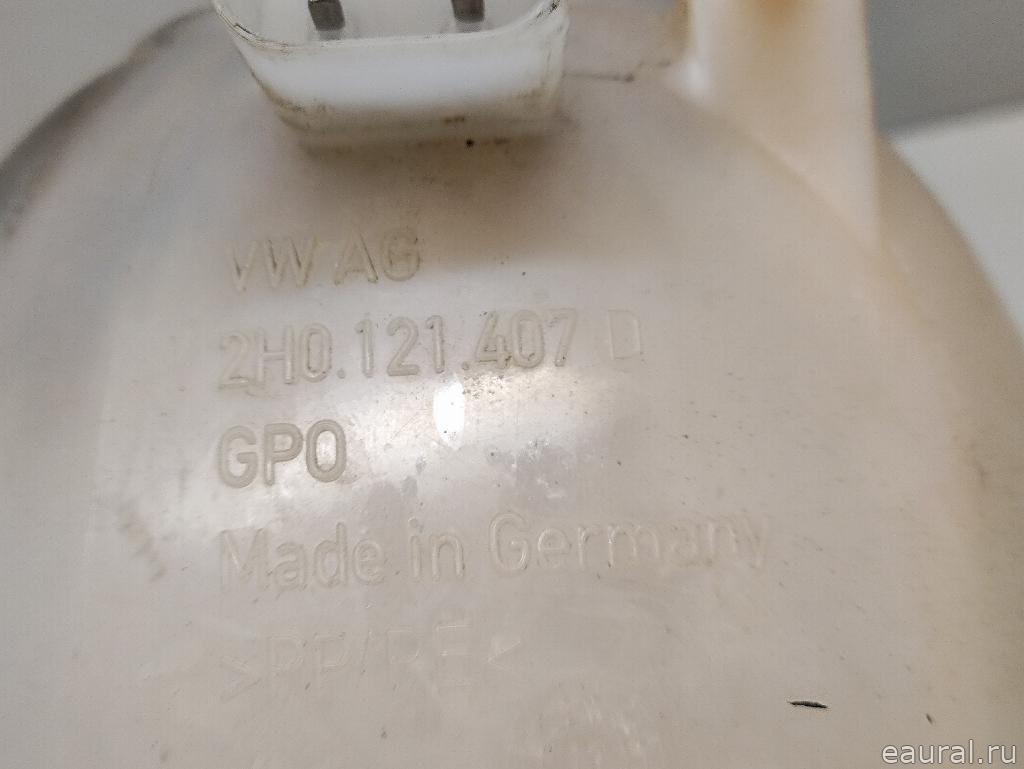 VW AG
2H0.121.407 D
GPO
Made in Germany
>PP/PE<
eaural.ru